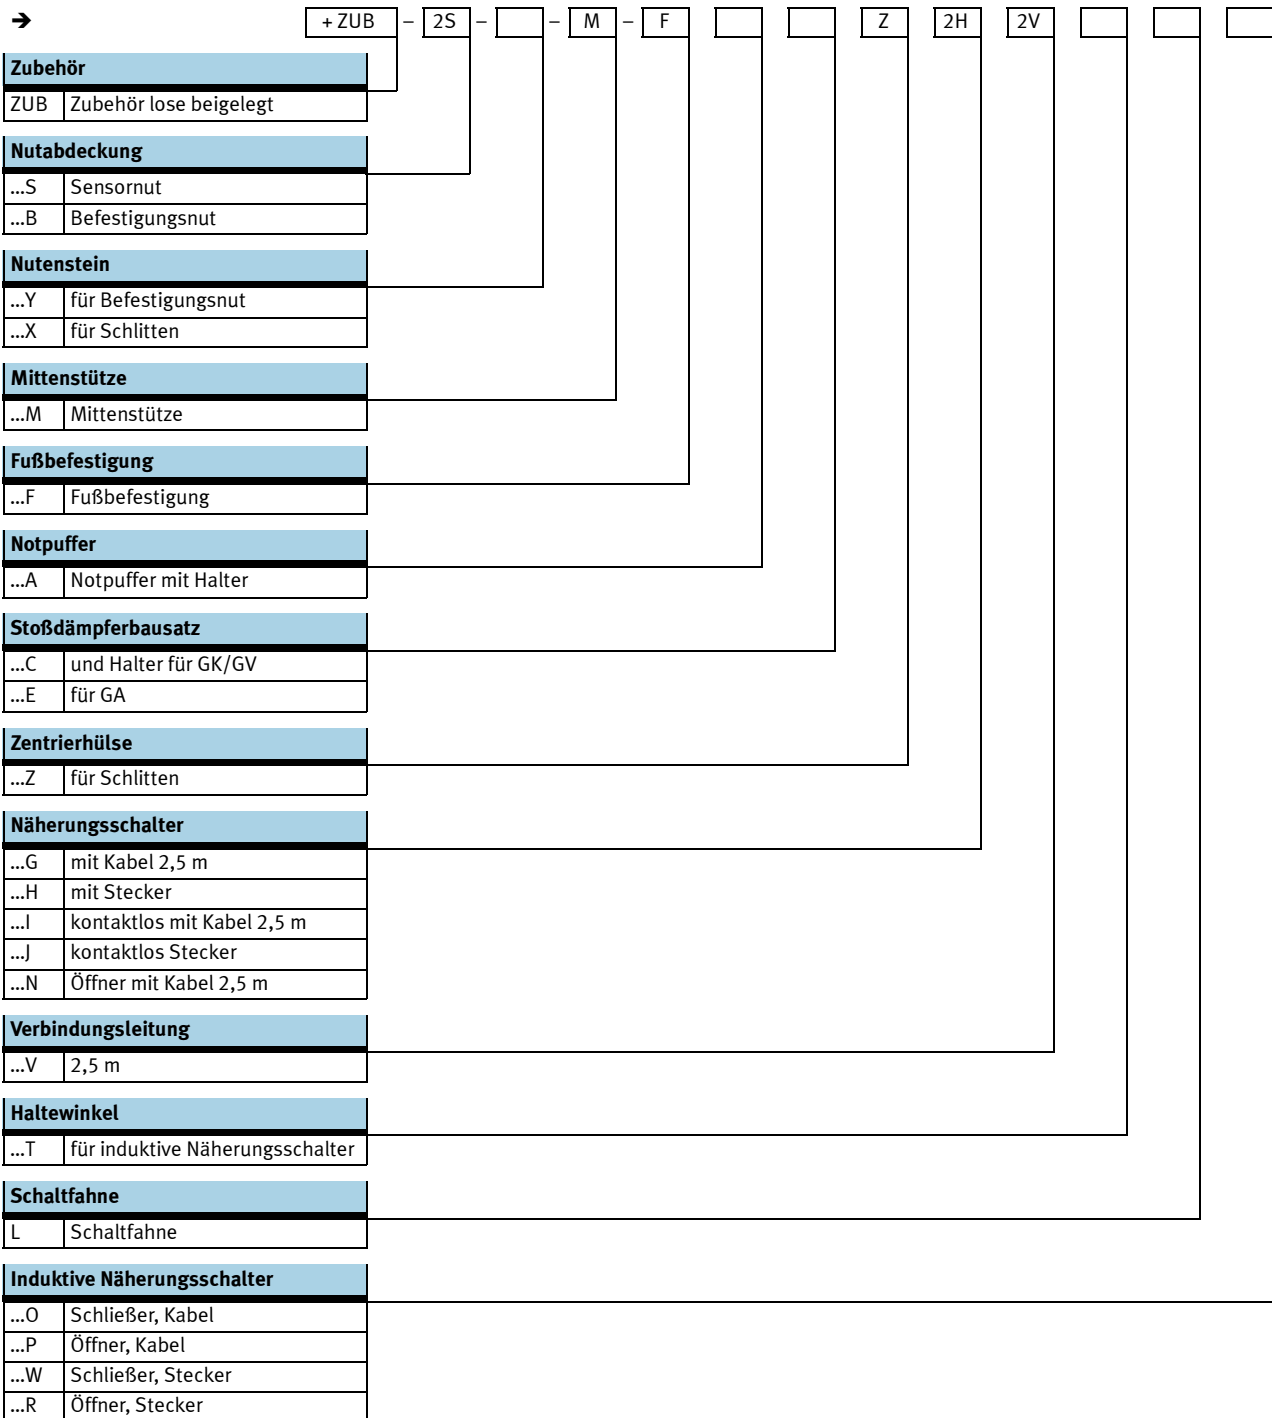 ➔ + ZUB – 2S – – M – F Z 2H 2V
Zubehör
ZUB Zubehör lose beigelegt
Nutabdeckung
...S Sensornut
...B Befestigungsnut
Nutenstein
...Y für Befestigungsnut
...X für Schlitten
Mittenstütze
...M Mittenstütze
Fußbefestigung
...F Fußbefestigung
Notpuffer
...A Notpuffer mit Halter
Stoßdämpferbausatz
...C und Halter für GK/GV
...E für GA
Zentrierhülse
...Z für Schlitten
Näherungsschalter
...G mit Kabel 2,5 m
...H mit Stecker
...I kontaktlos mit Kabel 2,5 m
...J kontaktlos Stecker
...N Öffner mit Kabel 2,5 m
Verbindungsleitung
...V 2,5 m
Haltewinkel
...T für induktive Näherungsschalter
Schaltfahne
L Schaltfahne
Induktive Näherungsschalter
...O Schließer, Kabel
...P Öffner, Kabel
...W Schließer, Stecker
...R Öffner, Stecker